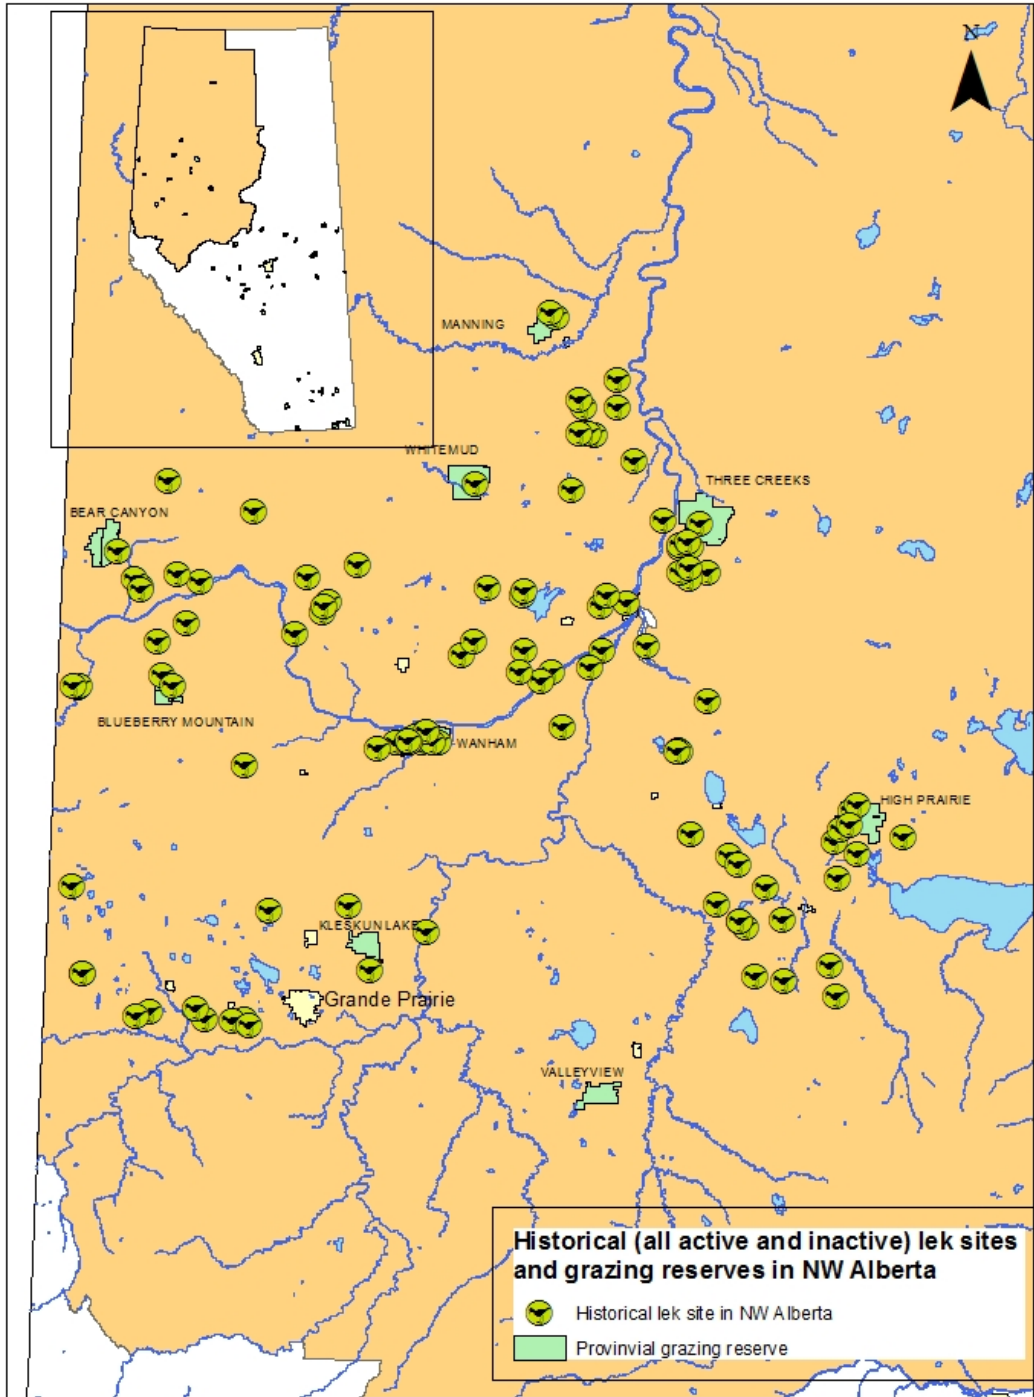 N
MANNING
WHITEMUD
THREE CREEKS
BEAR CANYON
BLUEBERRY MOUNTAIN
WANHAM
HIGH PRAIRIE
KLESKUN LAKE
Grande Prairie
VALLEYVIEW
Historical (all active and inactive) lek sites
and grazing reserves in NW Alberta
Historical lek site in NW Alberta
Provinvial grazing reserve